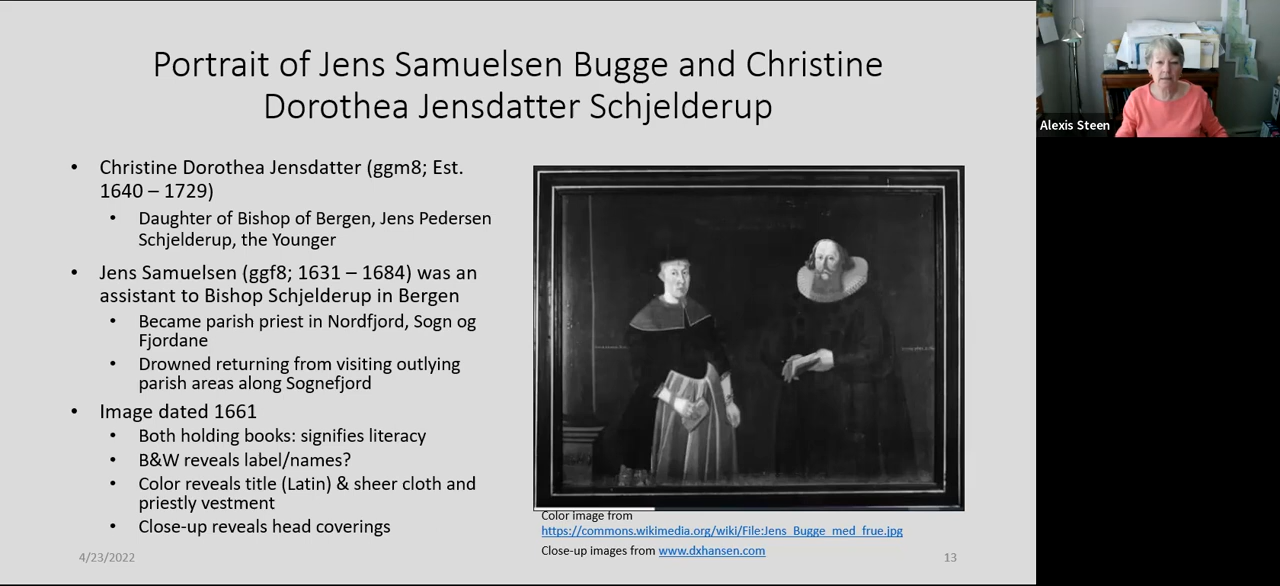 Portrait of Jens Samuelsen Bugge and Christine
Dorothea Jensdatter Schjelderup
• Christine Dorothea Jensdatter (ggm8; Est.
1640 – 1729)
• Daughter of Bishop of Bergen, Jens Pedersen
Schjelderup, the Younger
• Jens Samuelsen (ggf8; 1631 – 1684) was an
assistant to Bishop Schjelderup in Bergen
• Became parish priest in Nordfjord, Sogn og
Fjordane
• Drowned returning from visiting outlying
parish areas along Sognefjord
• Image dated 1661
• Both holding books: signifies literacy
• B&W reveals label/names?
• Color reveals title (Latin) & sheer cloth and
priestly vestment
• Close-up reveals head coverings
Color image from
https://commons.wikimedia.org/wiki/File:Jens_Bugge_med_frue.jpg
Close-up images from www.dxhansen.com
4/23/2022
13
Alexis Steen